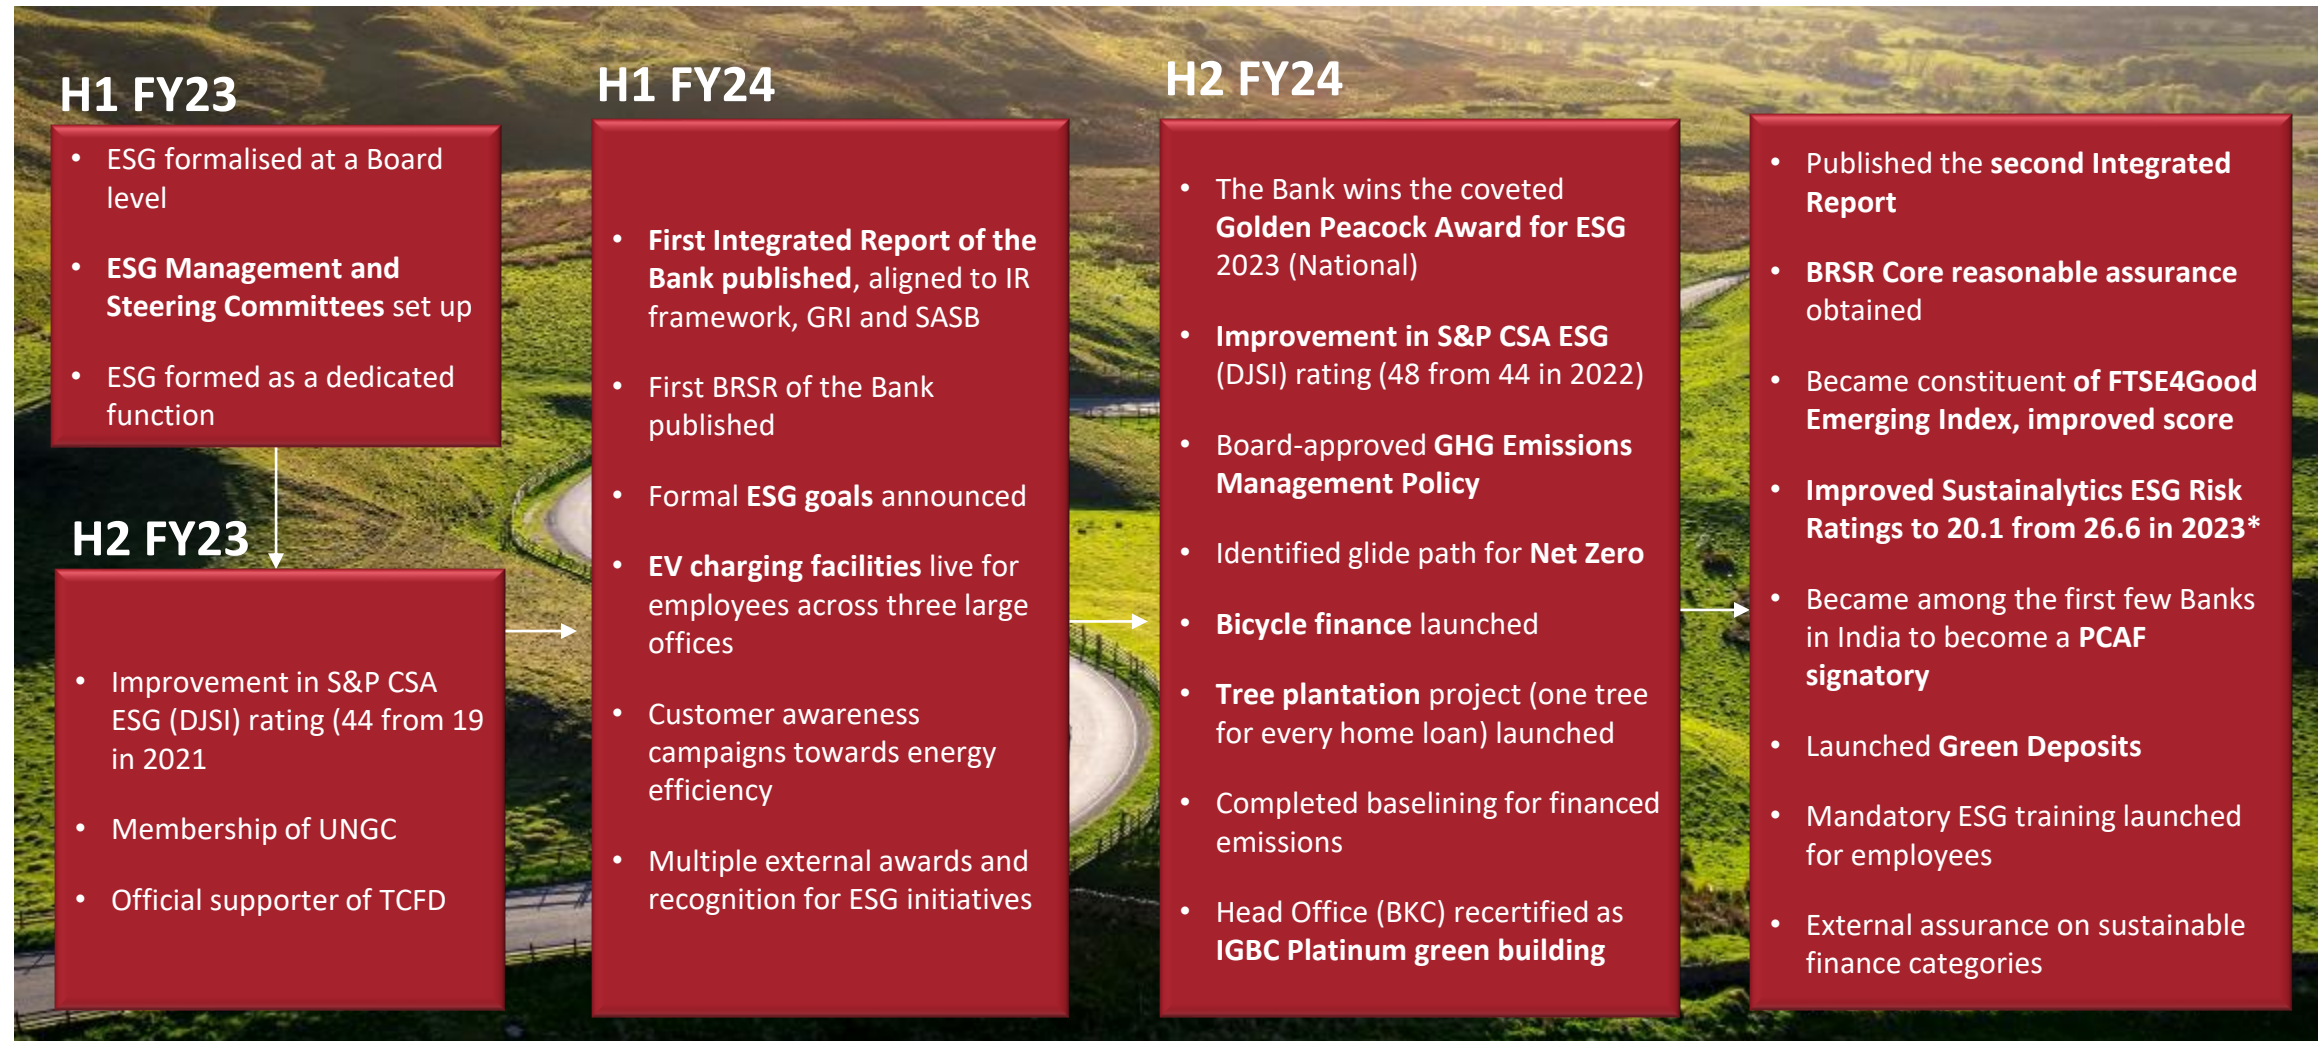 H1 FY23
• ESG formalised at a Board
level
• ESG Management and
Steering Committees set up
• ESG formed as a dedicated
function
H2 FY23
• Improvement in S&P CSA
ESG (DJSI) rating (44 from 19
in 2021
• Membership of UNGC
• Official supporter of TCFD
H1 FY24
• First Integrated Report of the
Bank published, aligned to IR
framework, GRI and SASB
• First BRSR of the Bank
published
• Formal ESG goals announced
• EV charging facilities live for
employees across three large
offices
• Customer awareness
campaigns towards energy
efficiency
• Multiple external awards and
recognition for ESG initiatives
H2 FY24
• The Bank wins the coveted
Golden Peacock Award for ESG
2023 (National)
• Improvement in S&P CSA ESG
(DJSI) rating (48 from 44 in 2022)
• Board-approved GHG Emissions
Management Policy
• Identified glide path for Net Zero
• Bicycle finance launched
• Tree plantation project (one tree
for every home loan) launched
• Completed baselining for financed
emissions
• Head Office (BKC) recertified as
IGBC Platinum green building
• Published the second Integrated
Report
• BRSR Core reasonable assurance
obtained
• Became constituent of FTSE4Good
Emerging Index, improved score
• Improved Sustainalytics ESG Risk
Ratings to 20.1 from 26.6 in 2023*
• Became among the first few Banks
in India to become a PCAF
signatory
• Launched Green Deposits
• Mandatory ESG training launched
for employees
• External assurance on sustainable
finance categories